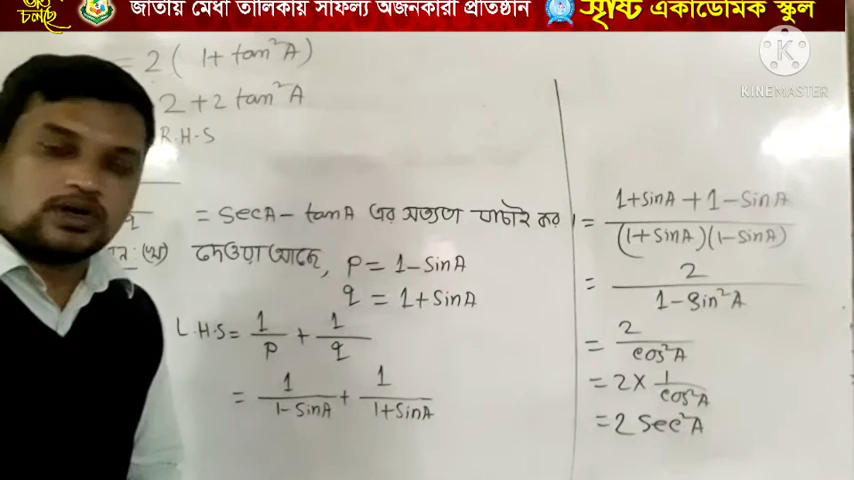 চলছে
জাতীয় মেধা তালিকায় সাফল্য অর্জনকারী প্রতিষ্ঠান
সৃষ্টি একাডেমিক স্কুল
K
KINEMASTER
= 2 ( 1+ tan²A)
2 + 2 tan²A
R.H.S
= SecA - tanA এর সত্যতা যাচাই কর।
(খ) দেওয়া আছে, p = 1 - SinA
q = 1 + SinA
L.H.S = 1/p + 1/q
= 1/1-SinA + 1/1+SinA
= 1+SinA + 1-SinA / (1+SinA)(1-SinA)
= 2 / 1-Sin²A
= 2 / cos²A
= 2 × 1/cos²A
= 2 Sec²A